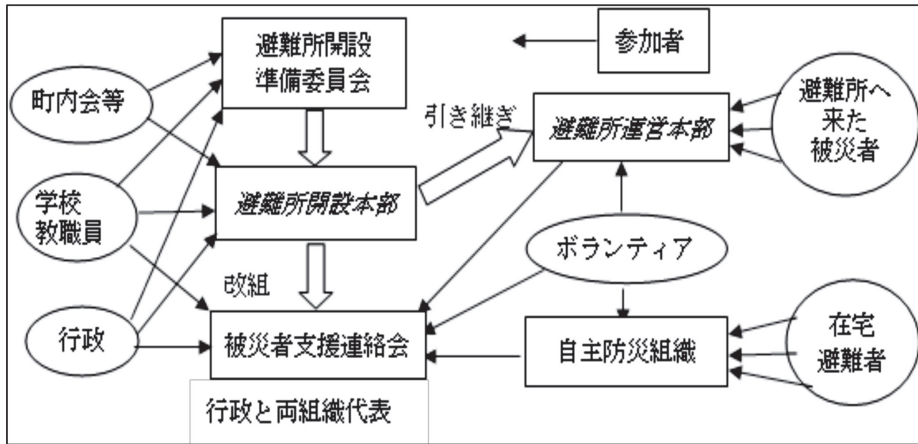 避難所開設
準備委員会
参加者
町内会等
引き継ぎ
避難所運営本部
避難所へ
来た
被災者
学校
教職員
避難所開設本部
ボランティア
改組
行政
被災者支援連絡会
自主防災組織
在宅
避難者
行政と両組織代表